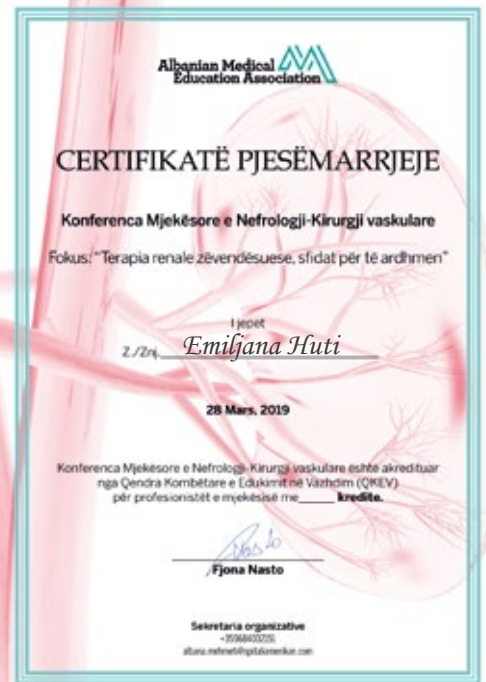 Albanian Medical
Education Association
CERTIFIKATË PJESËMARRJEJE
Konferenca Mjekësore e Nefrologji-Kirurgji vaskulare
Fokus: "Terapia renale zëvendësuese, sfidat për të ardhmen"
I jepet
Z./Znj. Emiljana Huti
28 Mars, 2019
Konferenca Mjekësore e Nefrologji-Kirurgji vaskulare është akredituar
nga Qendra Kombëtare e Edukimit në Vazhdim (QKEV)
për profesionistët e mjekësisë me______ kredite.
Fjona Nasto
Sekretaria organizative